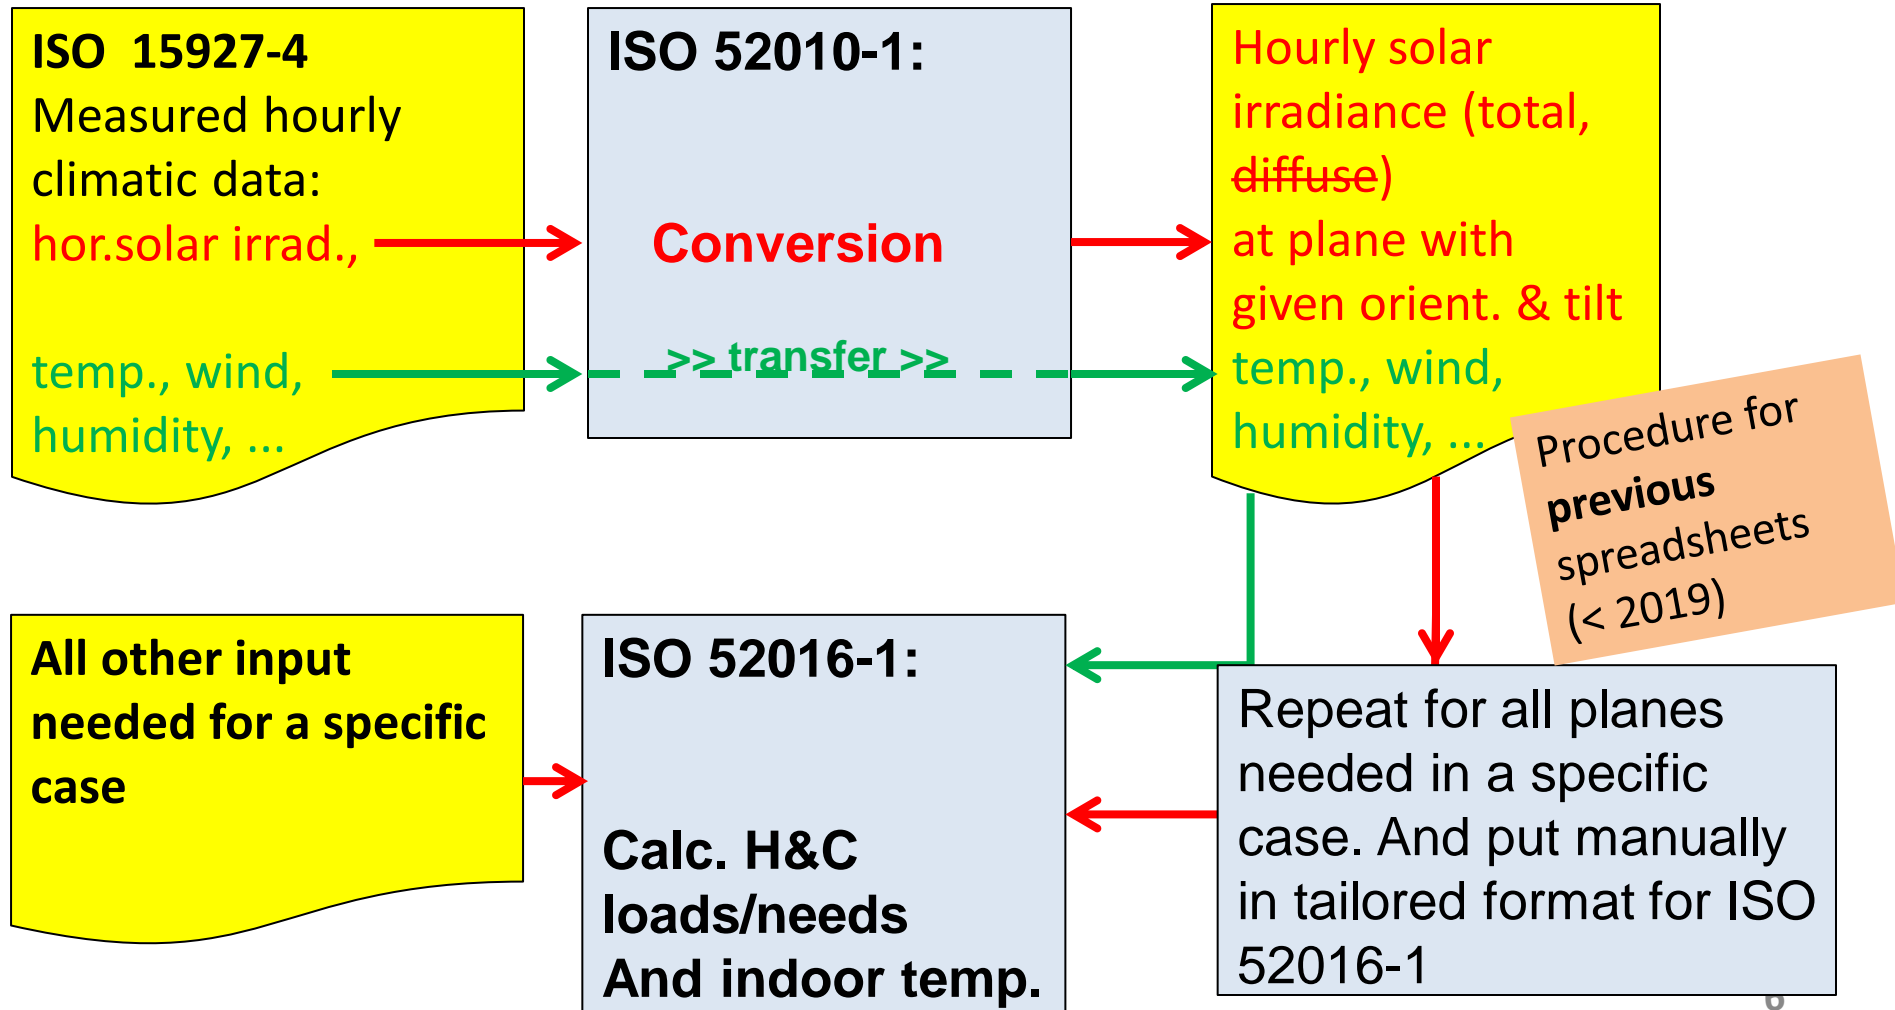 ISO 15927-4
Measured hourly
climatic data:
hor.solar irrad.,
temp., wind,
humidity, ...
ISO 52010-1:
Conversion
>> transfer >>
Hourly solar
irradiance (total,
diffuse)
at plane with
given orient. & tilt
temp., wind,
humidity, ...
Procedure for
previous
spreadsheets
(< 2019)
All other input
needed for a specific
case
ISO 52016-1:
Calc. H&C
loads/needs
And indoor temp.
Repeat for all planes
needed in a specific
case. And put manually
in tailored format for ISO
52016-1
6